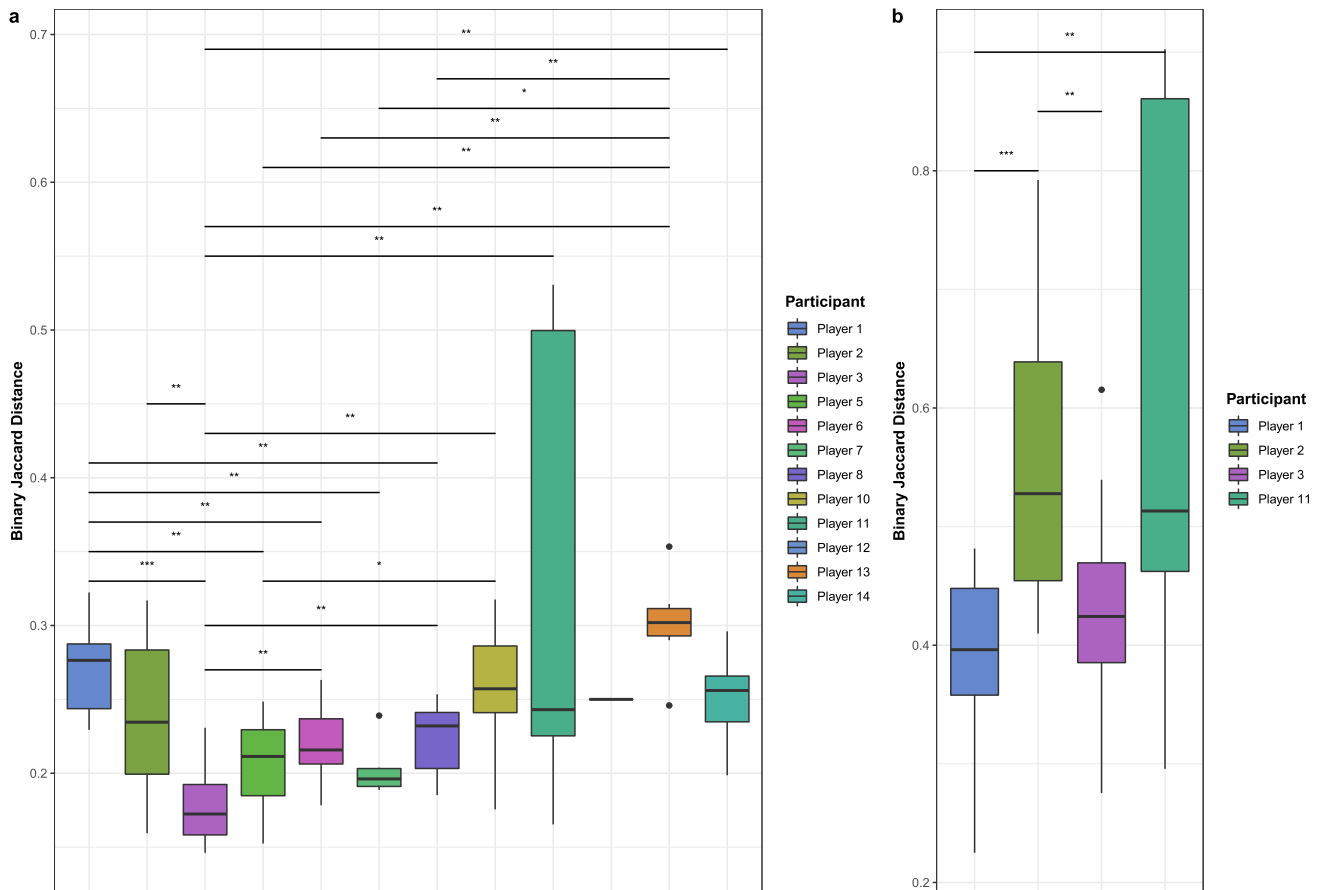 a
b
Binary Jaccard Distance
0.7
0.6
0.5
0.4
0.3
0.2
**
**
*
**
**
**
**
**
**
**
**
**
**
***
*
**
**
Participant
Player 1
Player 2
Player 3
Player 5
Player 6
Player 7
Player 8
Player 10
Player 11
Player 12
Player 13
Player 14
Binary Jaccard Distance
0.8
0.6
0.4
0.2
**
**
***
Participant
Player 1
Player 2
Player 3
Player 11